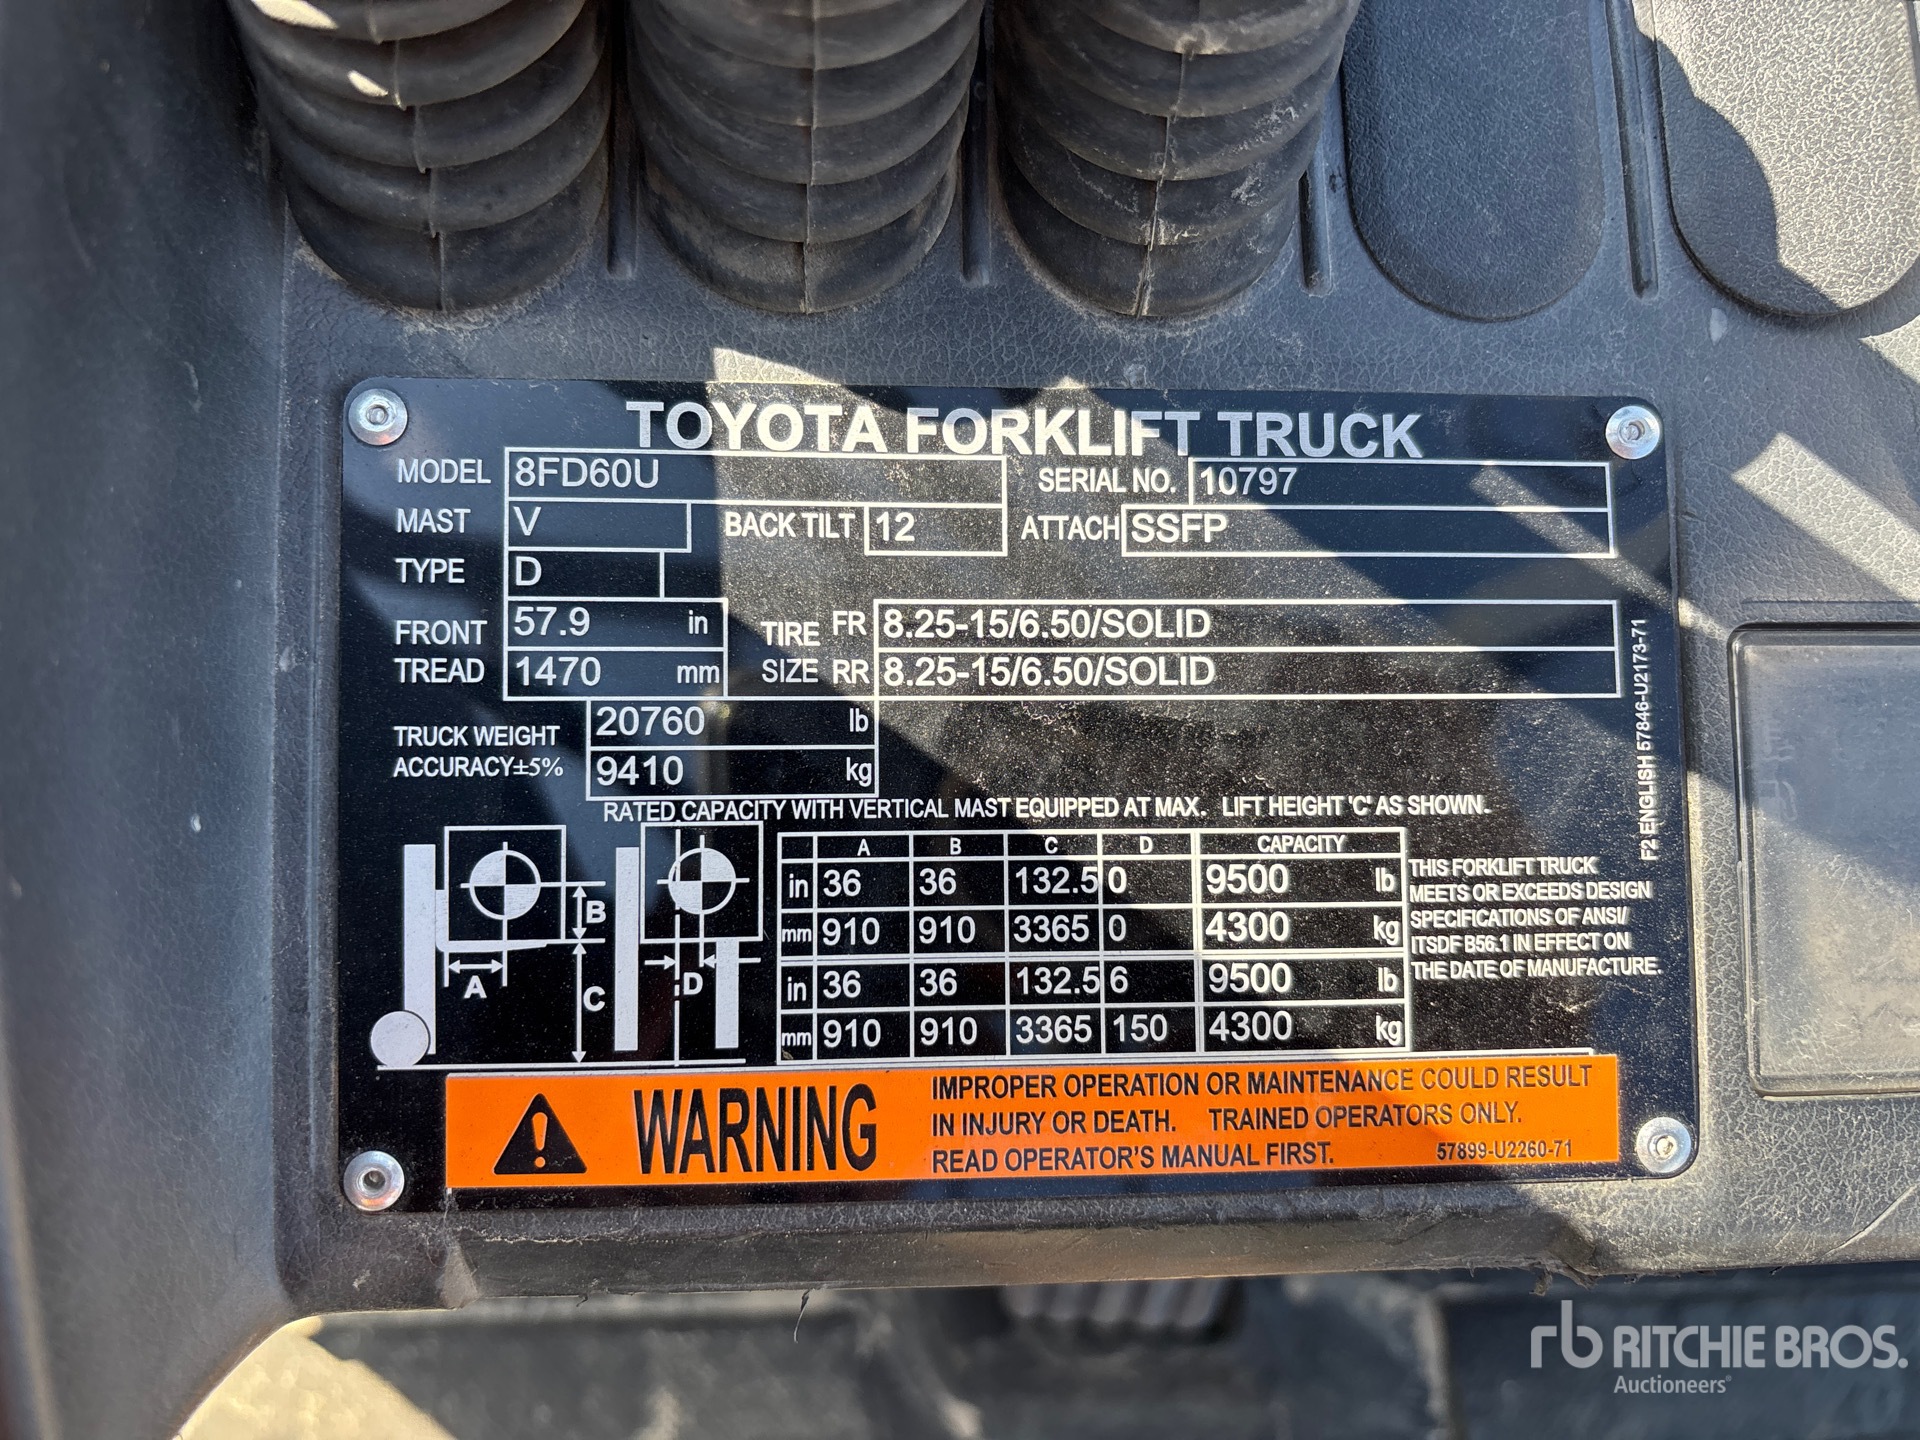 TOYOTA FORKLIFT TRUCK
MODEL 8FD60U SERIAL NO. 10797
MAST V BACK TILT 12 ATTACH SSFP
TYPE D
FRONT TREAD 57.9 in TIRE SIZE FR 8.25-15/6.50/SOLID
1470 mm RR 8.25-15/6.50/SOLID
TRUCK WEIGHT 20760 lb
ACCURACY±5% 9410 kg
RATED CAPACITY WITH VERTICAL MAST EQUIPPED AT MAX. LIFT HEIGHT 'C' AS SHOWN.
A B C D CAPACITY
in 36 36 132.5 0 9500 lb
mm 910 910 3365 0 4300 kg
in 36 36 132.5 6 9500 lb
mm 910 910 3365 150 4300 kg
B
A
C
D
THIS FORKLIFT TRUCK
MEETS OR EXCEEDS DESIGN
SPECIFICATIONS OF ANSI/
ITSDF B56.1 IN EFFECT ON
THE DATE OF MANUFACTURE.
F2 ENGLISH 57846-U2173-71
WARNING
IMPROPER OPERATION OR MAINTENANCE COULD RESULT
IN INJURY OR DEATH. TRAINED OPERATORS ONLY.
READ OPERATOR'S MANUAL FIRST. 57899-U2260-71
rb RITCHIE BROS.
Auctioneers